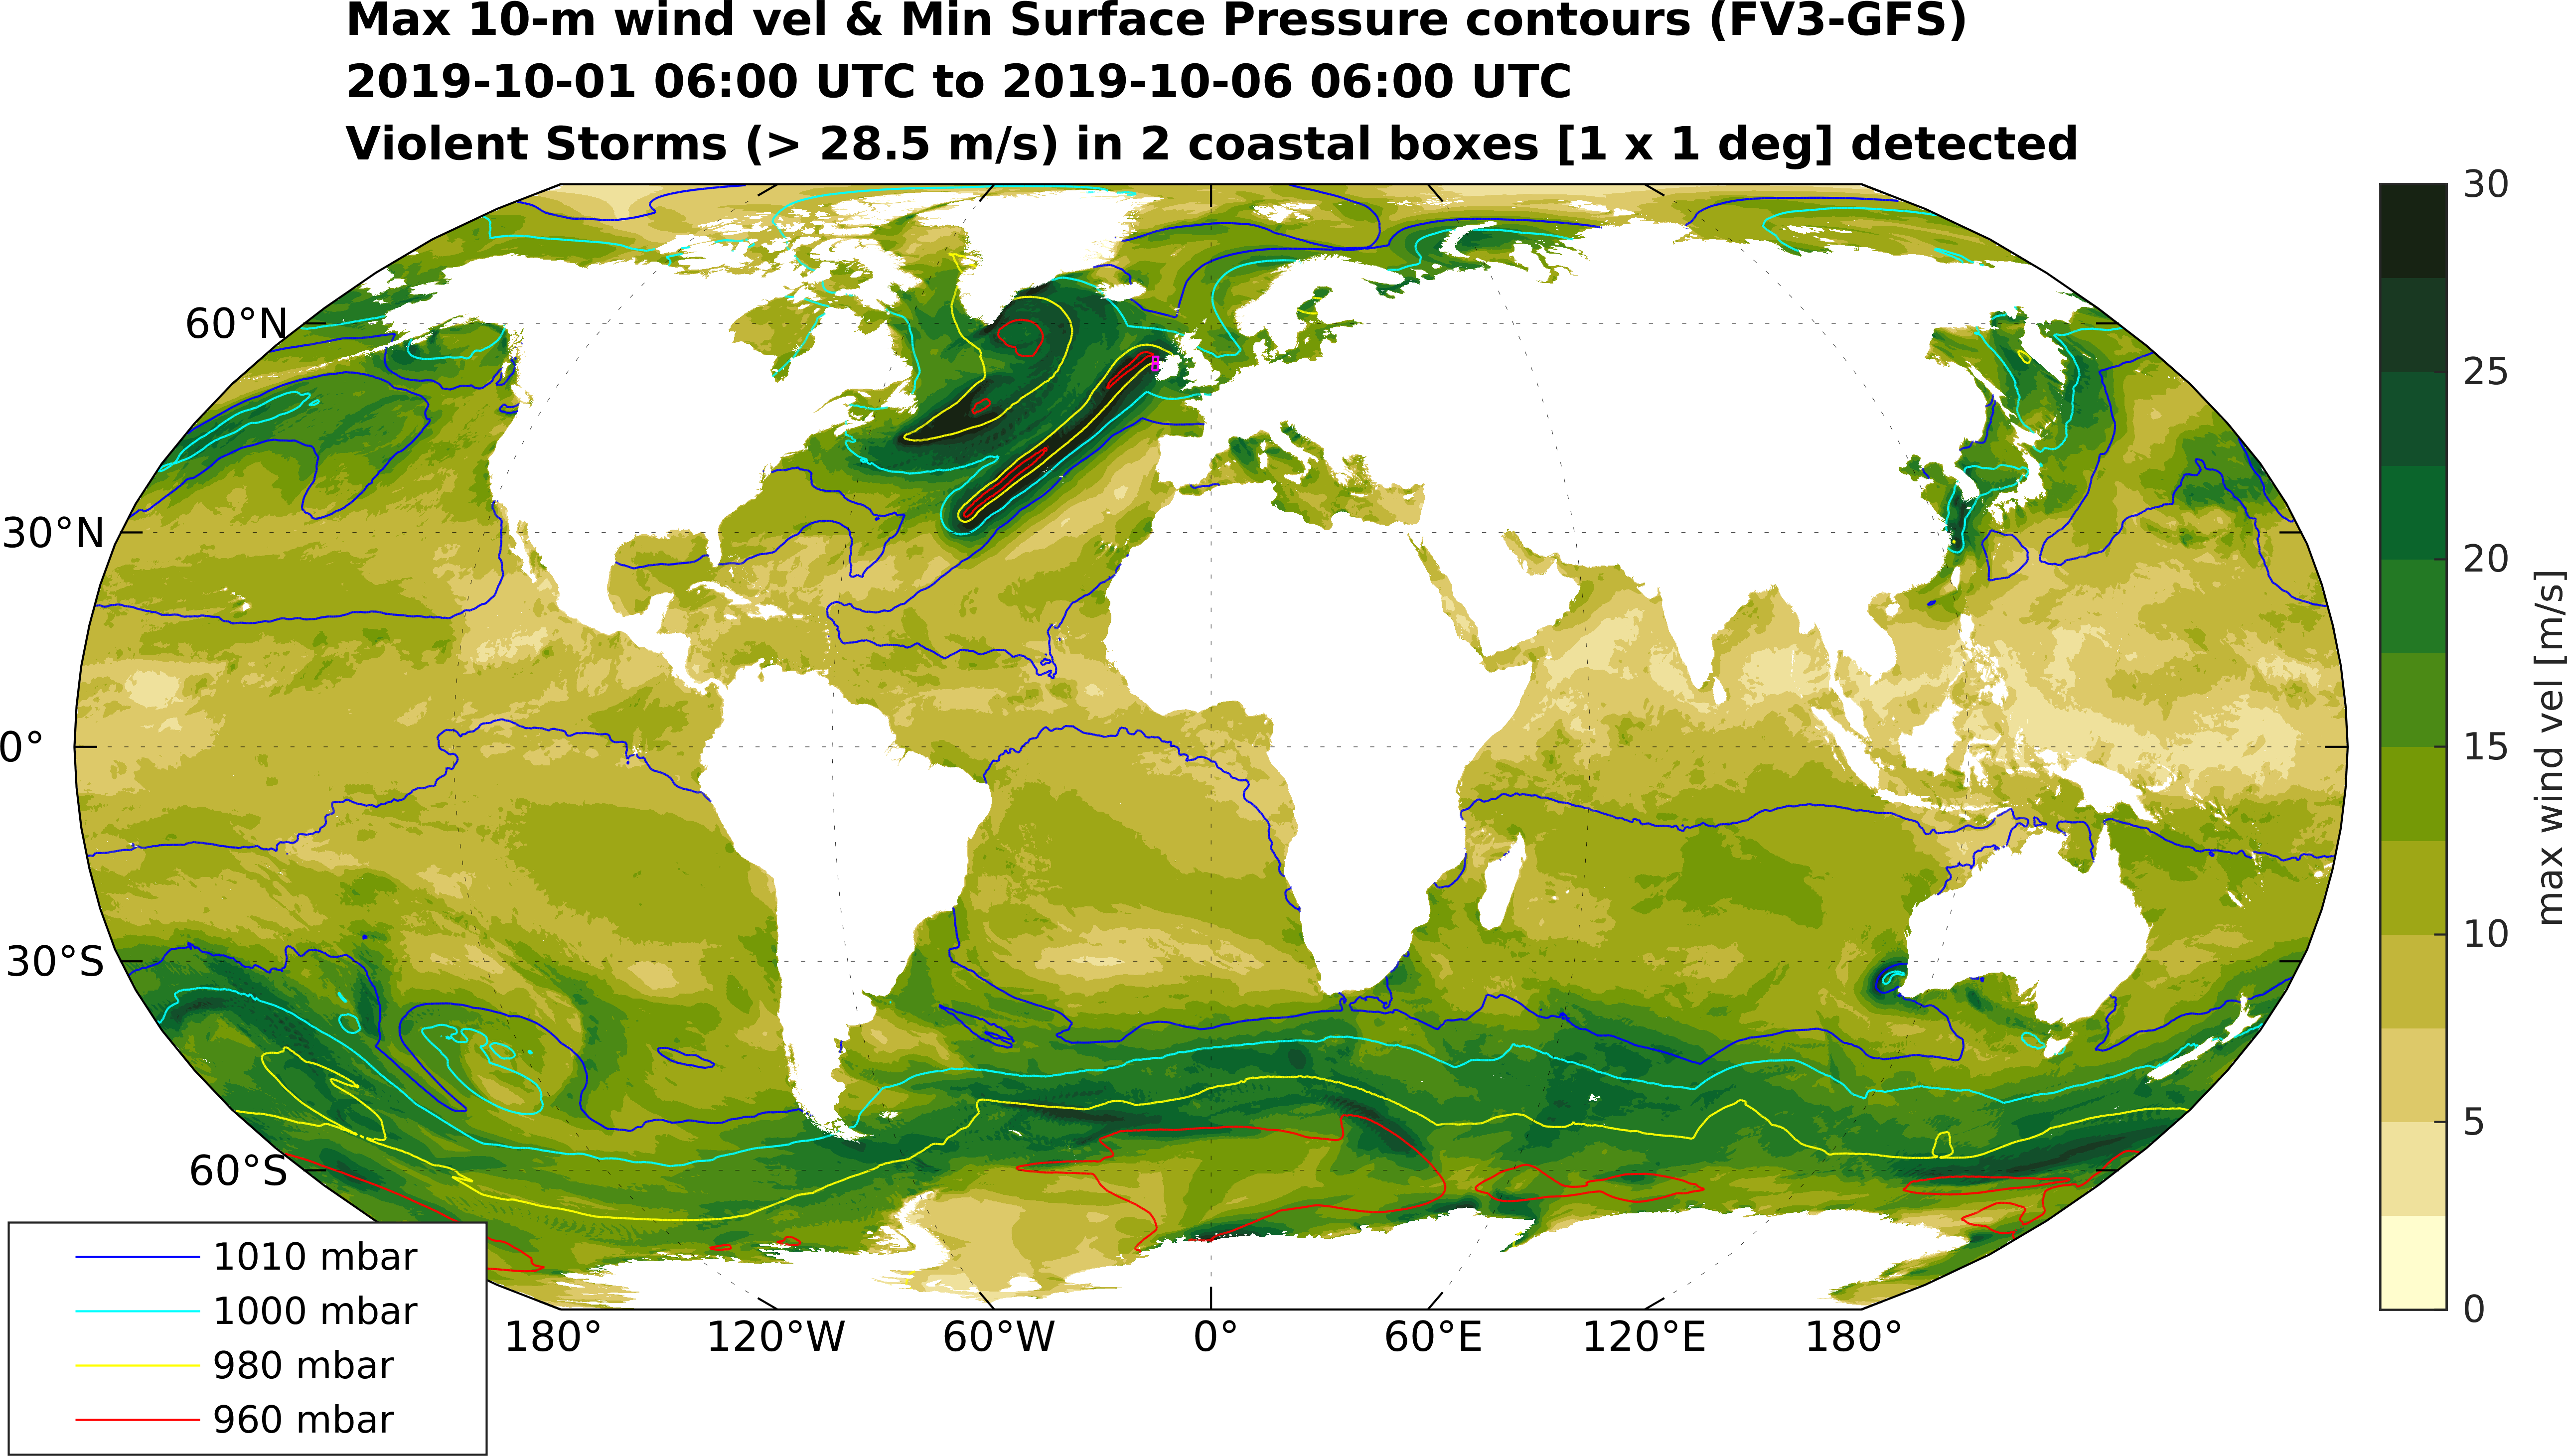 Max 10-m wind vel & Min Surface Pressure contours (FV3-GFS)
2019-10-01 06:00 UTC to 2019-10-06 06:00 UTC
Violent Storms (> 28.5 m/s) in 2 coastal boxes [1 x 1 deg] detected
60°N
30°N
0°
30°S
60°S
180°
120°W
60°W
0°
60°E
120°E
180°
1010 mbar
1000 mbar
980 mbar
960 mbar
30
25
20
15
10
5
0
max wind vel [m/s]